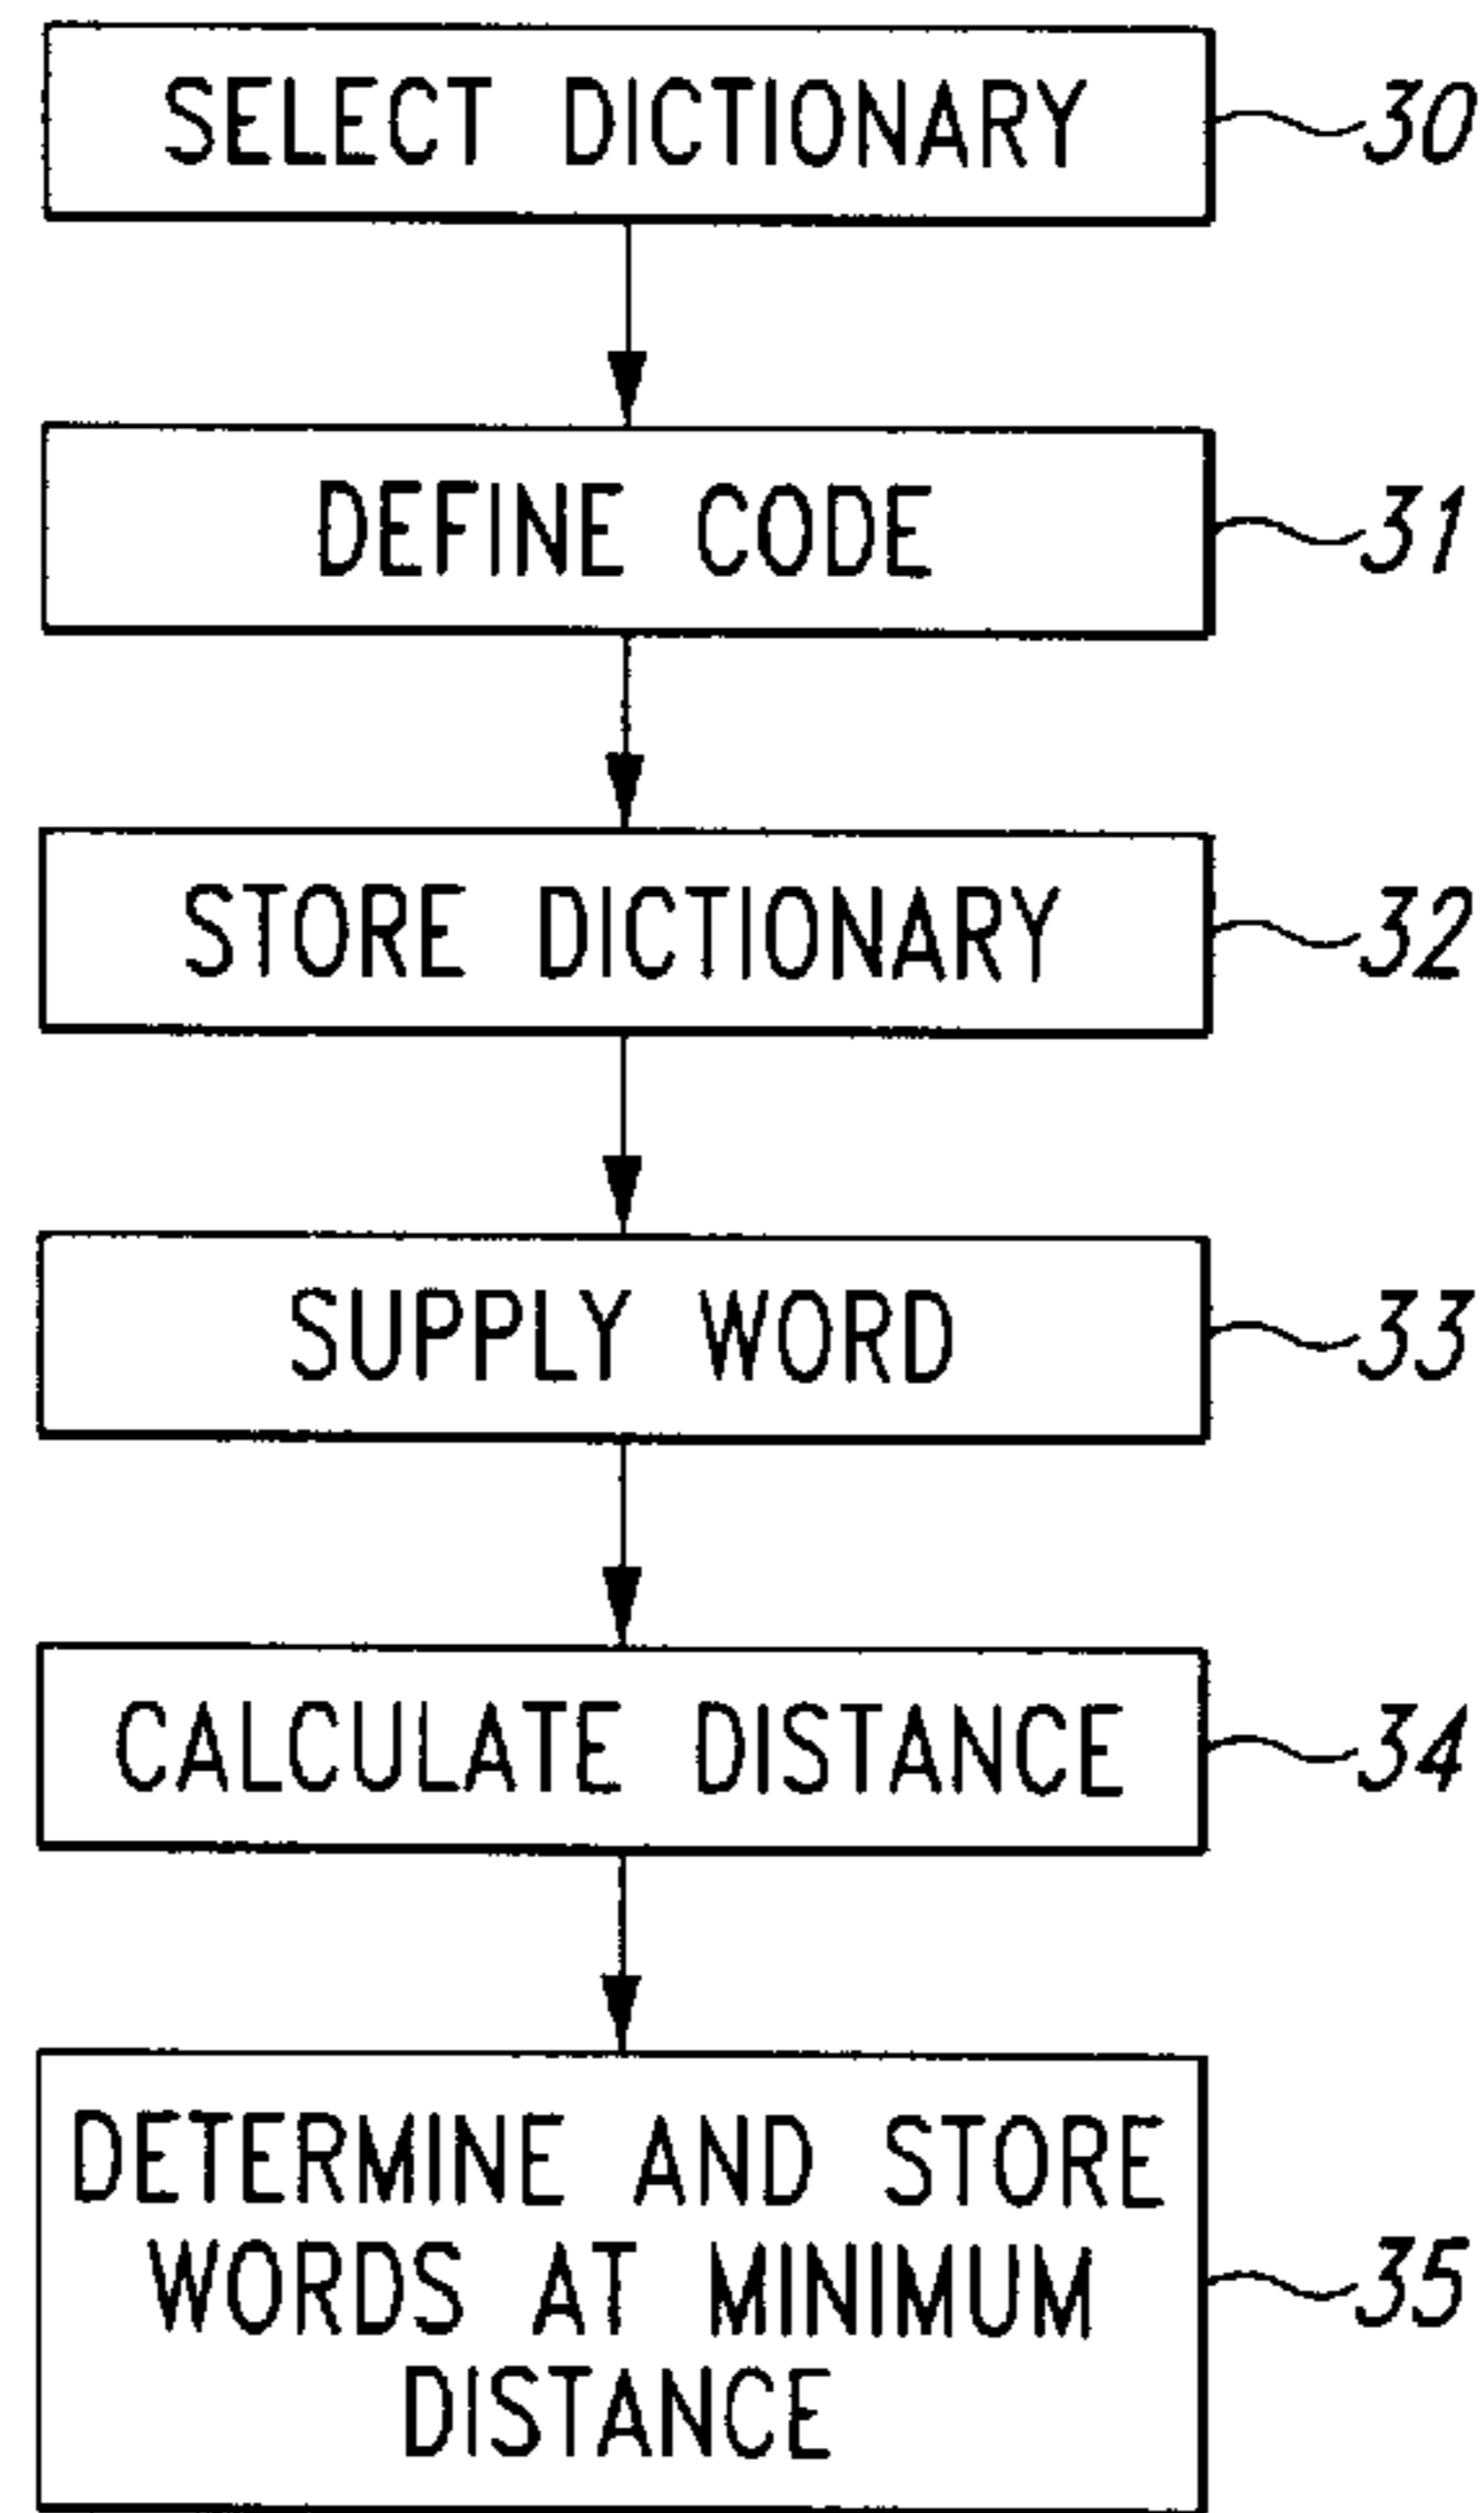 SELECT DICTIONARY 30
DEFINE CODE 31
STORE DICTIONARY 32
SUPPLY WORD 33
CALCULATE DISTANCE 34
DETERMINE AND STORE
WORDS AT MINIMUM 35
DISTANCE